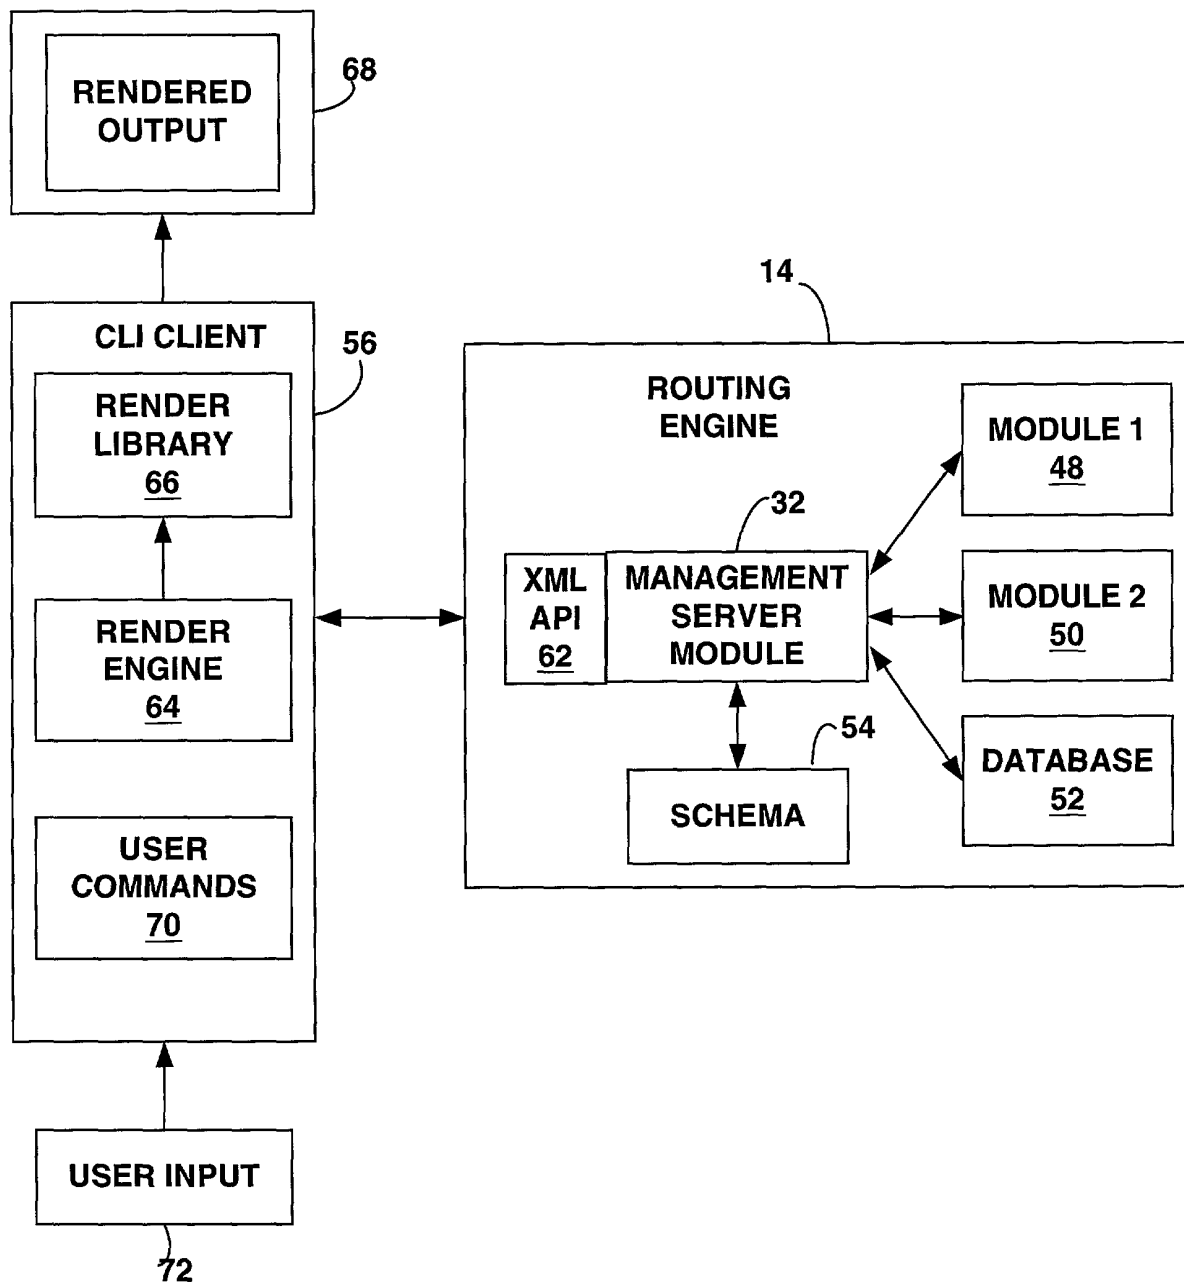 RENDERED
OUTPUT
68
CLI CLIENT
56
RENDER
LIBRARY
66
RENDER
ENGINE
64
USER
COMMANDS
70
USER INPUT
72
14
ROUTING
ENGINE
32
XML
API
62
MANAGEMENT
SERVER
MODULE
54
SCHEMA
MODULE 1
48
MODULE 2
50
DATABASE
52